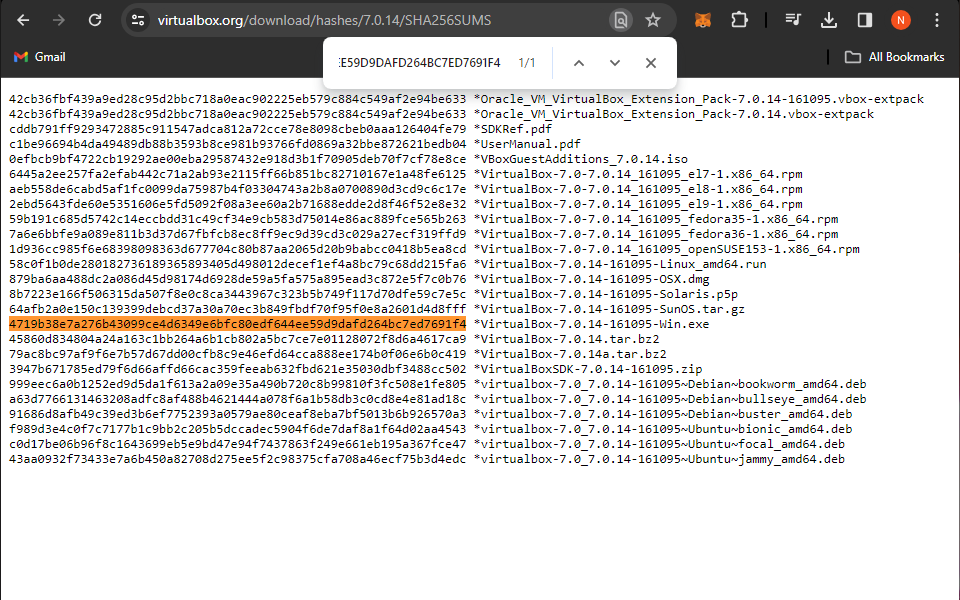 virtualbox.org/download/hashes/7.0.14/SHA256SUMS
N
Gmail
EE59D9DAFD264BC7ED7691F4 1/1
All Bookmarks
42cb36fbf439a9ed28c95d2bbc718a0eac902225eb579c884c549af2e94be633 *Oracle_VM_VirtualBox_Extension_Pack-7.0.14-161095.vbox-extpack
42cb36fbf439a9ed28c95d2bbc718a0eac902225eb579c884c549af2e94be633 *Oracle_VM_VirtualBox_Extension_Pack-7.0.14.vbox-extpack
cddb791ff9293472885c911547adca812a72cce78e8098cbeb0aaa126404fe79 *SDKRef.pdf
c1be96694b4da49489db88b3593b8ce981b93766fd0869a32bbe872621bedb04 *UserManual.pdf
0efbcb9bf4722cb19292ae00eba29587432e918d3b1f70905deb70f7cf78e8ce *VBoxGuestAdditions_7.0.14.iso
6445a2ee257fa2efab442c71a2ab93e2115ff66b851bc82710167e1a48fe6125 *VirtualBox-7.0-7.0.14_161095_el7-1.x86_64.rpm
aeb558de6cabd5af1fc0099da75987b4f03304743a2b8a0700890d3cd9c6c17e *VirtualBox-7.0-7.0.14_161095_el8-1.x86_64.rpm
2ebd5643fde60e5351606e5fd5092f08a3ee60a2b71688edde2d8f46f52e8e32 *VirtualBox-7.0-7.0.14_161095_el9-1.x86_64.rpm
59b191c685d5742c14eccbdd31c49cf34e9cb583d75014e86ac889fce565b263 *VirtualBox-7.0-7.0.14_161095_fedora35-1.x86_64.rpm
7a6e6bbfe9a089e811b3d37d67fbfcb8ec8ff9ec9d39cd3c029a27ecf319ffd9 *VirtualBox-7.0-7.0.14_161095_fedora36-1.x86_64.rpm
1d936cc985f6e68398098363d677704c80b87aa2065d20b9babcc0418b5ea8cd *VirtualBox-7.0-7.0.14_161095_openSUSE153-1.x86_64.rpm
58c0f1b0de280182736189365893405d498012decef1ef4a8bc79c68dd215fa6 *VirtualBox-7.0.14-161095-Linux_amd64.run
879ba6aa488dc2a086d45d98174d6928de59a5fa575a895ead3c872e5f7c0b76 *VirtualBox-7.0.14-161095-OSX.dmg
8b7223e166f506315da507f8e0c8ca3443967c323b5b749f117d70dfe59c7e5c *VirtualBox-7.0.14-161095-Solaris.p5p
64afb2a0e150c139399debcd37a30a70ec3b849fbdf70f95f0e8a2601d4d8fff *VirtualBox-7.0.14-161095-SunOS.tar.gz
4719b38e7a276b43099ce4d6349e6bfc80edf644ee59d9dafd264bc7ed7691f4 *VirtualBox-7.0.14-161095-Win.exe
45860d834804a24a163c1bb264a6b1cb802a5bc7ce7e01128072f8d6a4617ca9 *VirtualBox-7.0.14.tar.bz2
79ac8bc97af9f6e7b57d67dd00cfb8c9e46efd64cca888ee174b0f06e6b0c419 *VirtualBox-7.0.14a.tar.bz2
3947b671785ed79f6d66affd66cac359feeab632fbd621e35030dbf3488cc502 *VirtualBoxSDK-7.0.14-161095.zip
999eec6a0b1252ed9d5da1f613a2a09e35a490b720c8b99810f3fc508e1fe805 *virtualbox-7.0_7.0.14-161095~Debian~bookworm_amd64.deb
a63d7766131463208adfc8af488b4621444a078f6a1b58db3c0cd8e4e81ad18c *virtualbox-7.0_7.0.14-161095~Debian~bullseye_amd64.deb
91686d8afb49c39ed3b6ef7752393a0579ae80ceaf8eba7bf5013b6b926570a3 *virtualbox-7.0_7.0.14-161095~Debian~buster_amd64.deb
f989d3e4c0f7c7177b1c9bb2c205b5dccadec5904f6de7daf8a1f64d02aa4543 *virtualbox-7.0_7.0.14-161095~Ubuntu~bionic_amd64.deb
c0d17be06b96f8c1643699eb5e9bd47e94f7437863f249e661eb195a367fce47 *virtualbox-7.0_7.0.14-161095~Ubuntu~focal_amd64.deb
43aa0932f73433e7a6b450a82708d275ee5f2c98375cfa708a46ecf75b3d4edc *virtualbox-7.0_7.0.14-161095~Ubuntu~jammy_amd64.deb